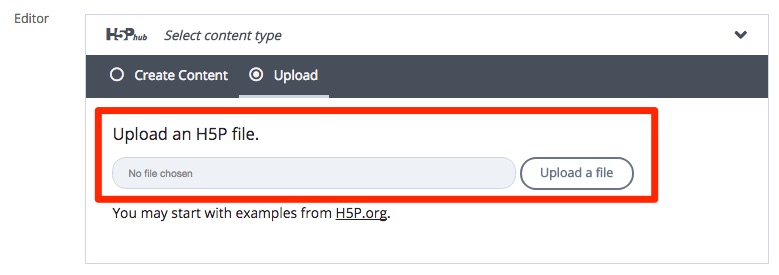 Editor
H5P hub Select content type
Create Content Upload
Upload an H5P file.
No file chosen Upload a file
You may start with examples from H5P.org.